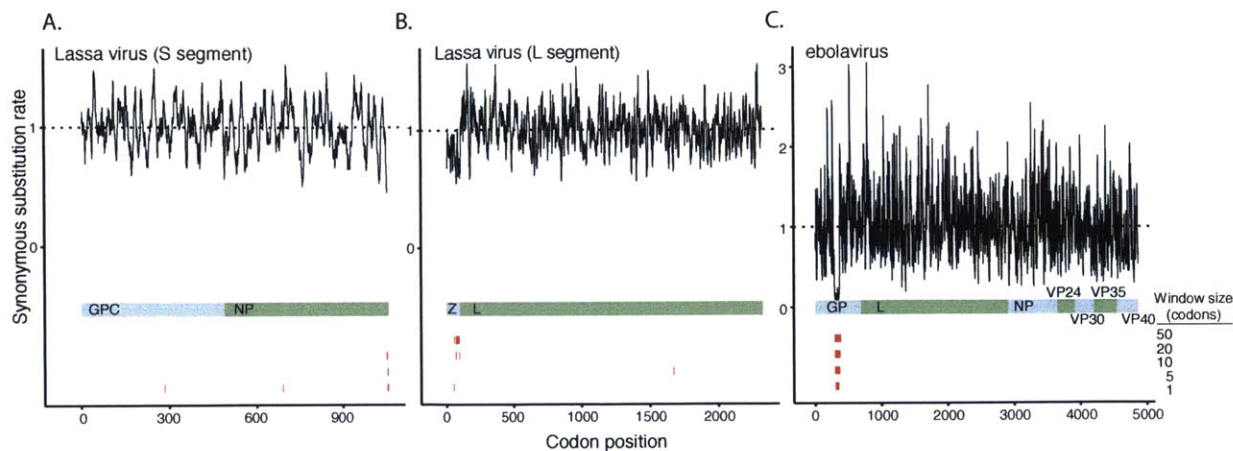 A.
Lassa virus (S segment)
Synonymous substitution rate
1
0
GPC
NP
0
300
600
900
B.
Lassa virus (L segment)
1
0
Z
L
0
500
1000
1500
2000
Codon position
C.
ebolavirus
3
2
1
0
VP24
VP35
GP
L
NP
VP30
VP40
0
1000
2000
3000
4000
5000
Window size
(codons)
50
20
10
5
1